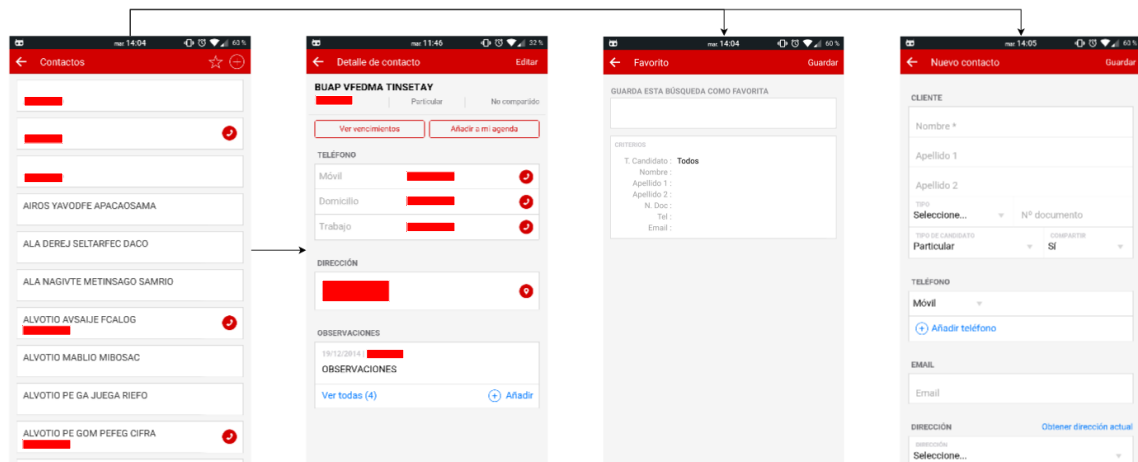 mar. 14:04 63 %
Contactos
AIROS YAVODFE APACAOSAMA
ALA DEREJ SELTARFEC DACO
ALA NAGIVTE METINSAGO SAMRIO
ALVOTIO AVSAIJE FCALOG
ALVOTIO MABLIO MIBOSAC
ALVOTIO PE GA JUEGA RIEFO
ALVOTIO PE GOM PEFEG CIFRA
mar. 11:46 32 %
Detalle de contacto Editar
BUAP VFEDMA TINSETAY
Particular No compartido
Ver vencimientos Añadir a mi agenda
TELÉFONO
Móvil
Domicilio
Trabajo
DIRECCIÓN
OBSERVACIONES
19/12/2014 |
OBSERVACIONES
Ver todas (4) Añadir
mar. 14:04 60 %
Favorito Guardar
GUARDA ESTA BÚSQUEDA COMO FAVORITA
CRITERIOS
T. Candidato : Todos
Nombre :
Apellido 1 :
Apellido 2 :
N. Doc :
Tel :
Email :
mar. 14:05 63 %
Nuevo contacto Guardar
CLIENTE
Nombre *
Apellido 1
Apellido 2
TIPO
Seleccione... Nº documento
TIPO DE CANDIDATO COMPARTIR
Particular Sí
TELÉFONO
Móvil
Añadir teléfono
EMAIL
Email
DIRECCIÓN Obtener dirección actual
DIRECCIÓN
Seleccione...